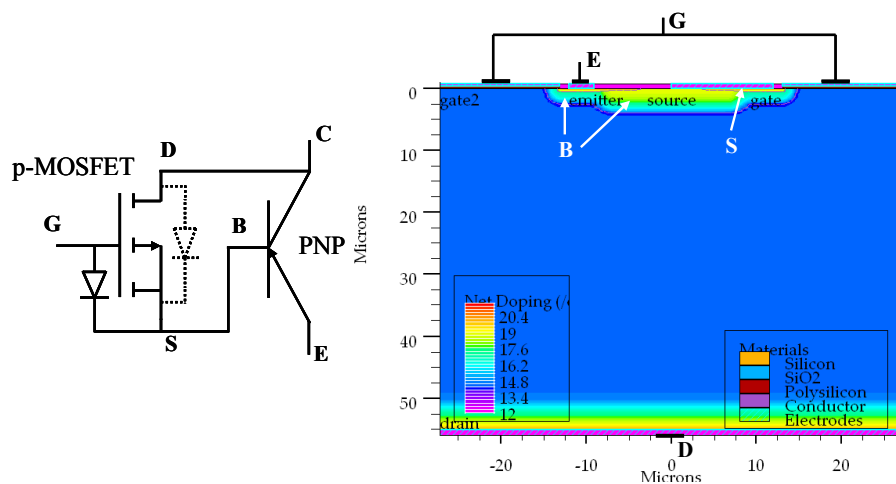 p-MOSFET
D
C
G
B
PNP
S
E
G
E
gate2
emitter
source
gate
B
S
0
10
20
30
40
50
Microns
Net Doping (/c
20.4
19
17.6
16.2
14.8
13.4
12
Materials
Silicon
SiO2
Polysilicon
Conductor
Electrodes
drain
D
-20
-10
0
10
20
Microns